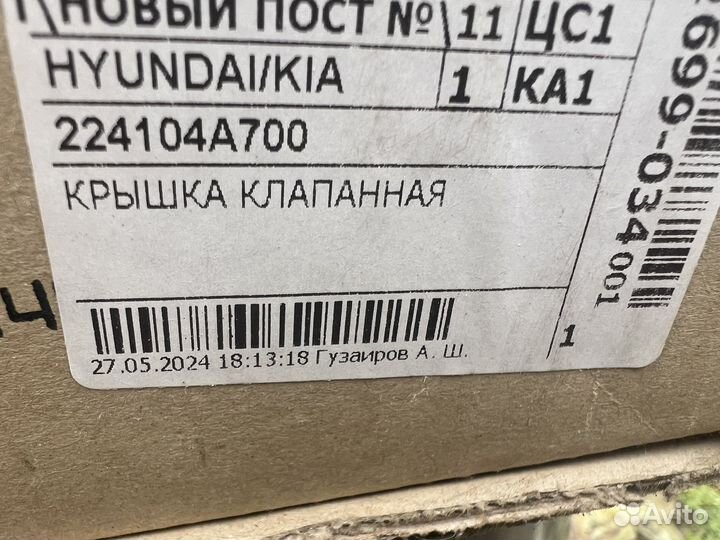 \НОВЫЙ ПОСТ №\11 ЦС1
HYUNDAI/KIA 1 КА1
224104A700
КРЫШКА КЛАПАННАЯ
27.05.2024 18:13:18 Гузаиров А. Ш.
1
2699-034 001
Avito